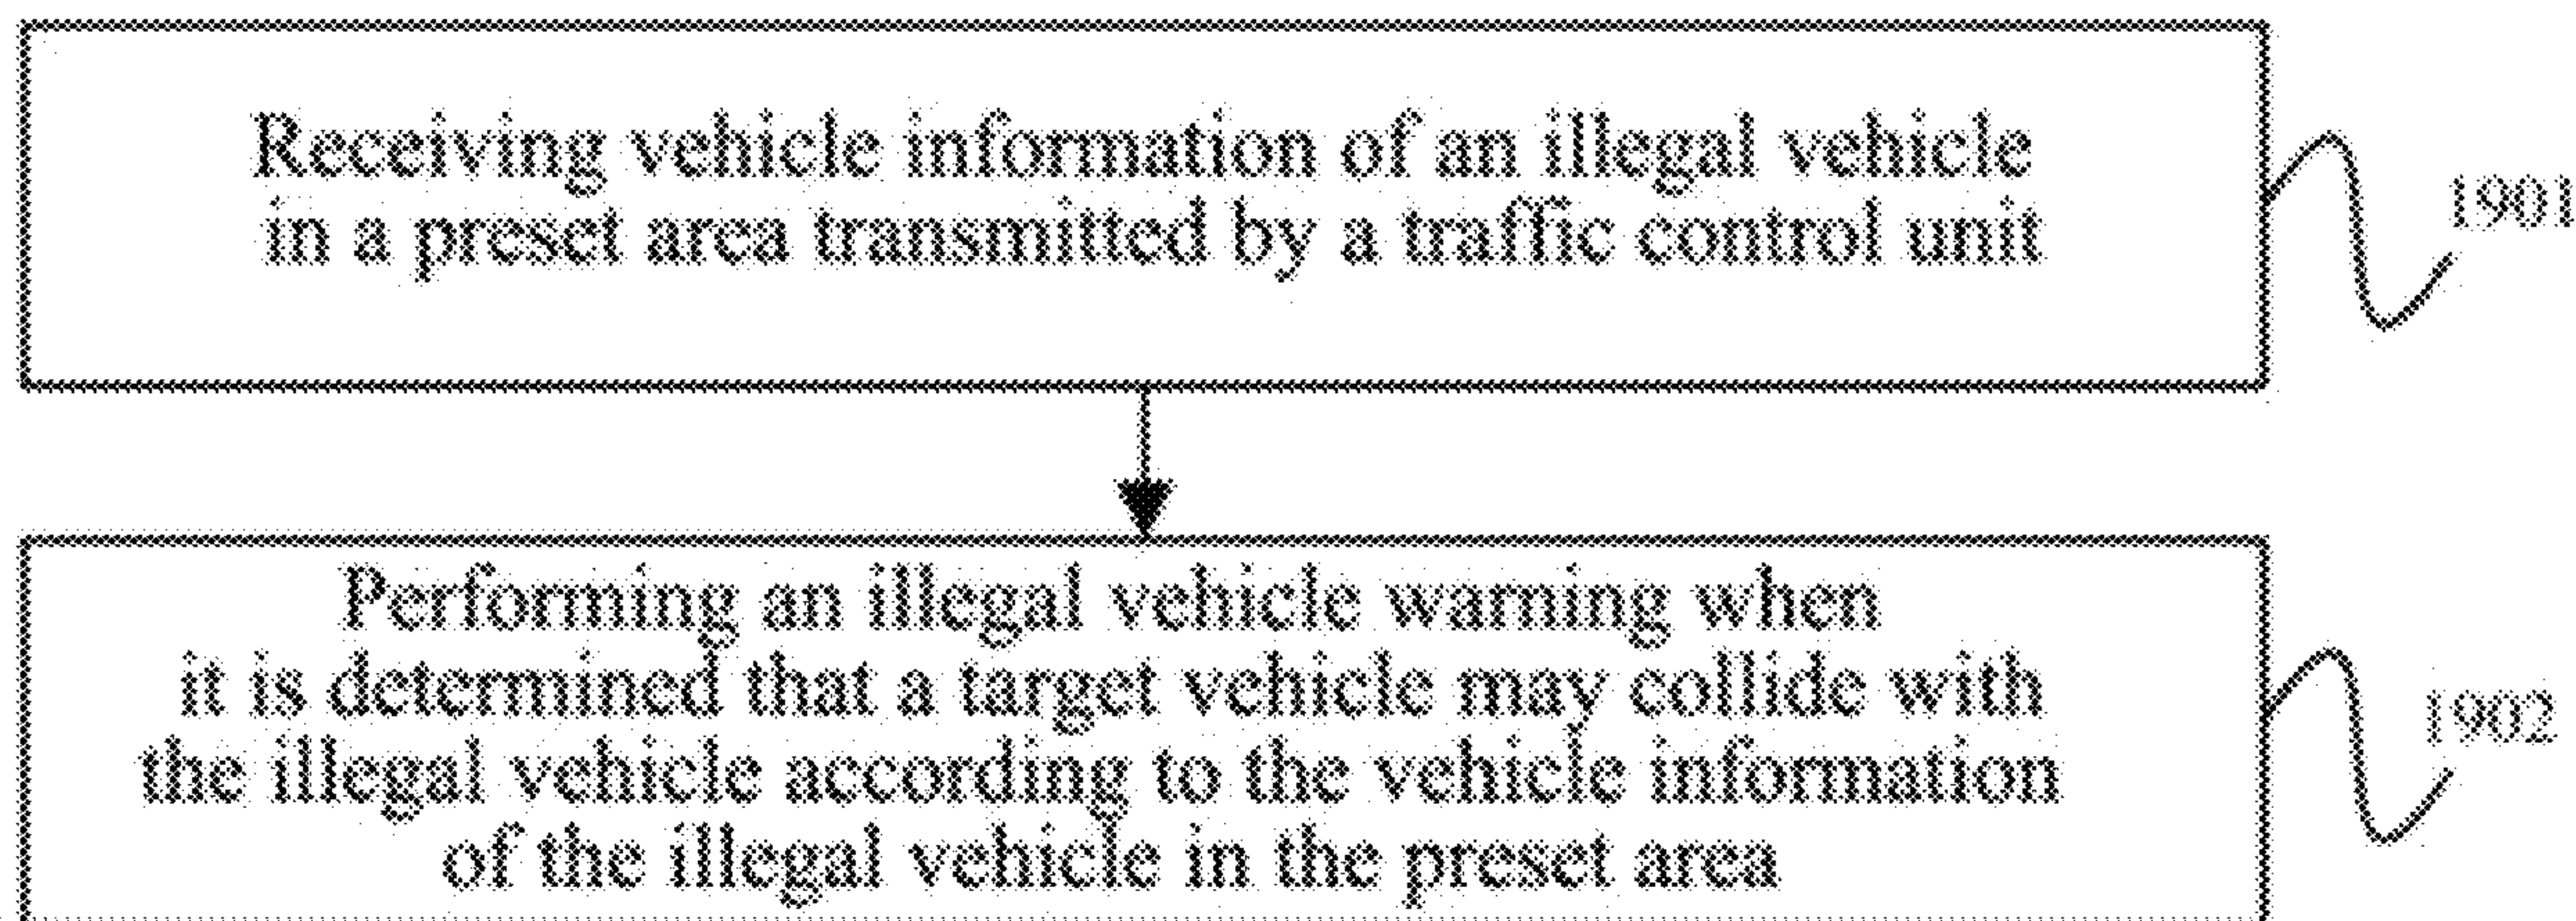 Receiving vehicle information of an illegal vehicle
in a preset area transmitted by a traffic control unit
1901
Performing an illegal vehicle warning when
it is determined that a target vehicle may collide with
the illegal vehicle according to the vehicle information
of the illegal vehicle in the preset area
1902